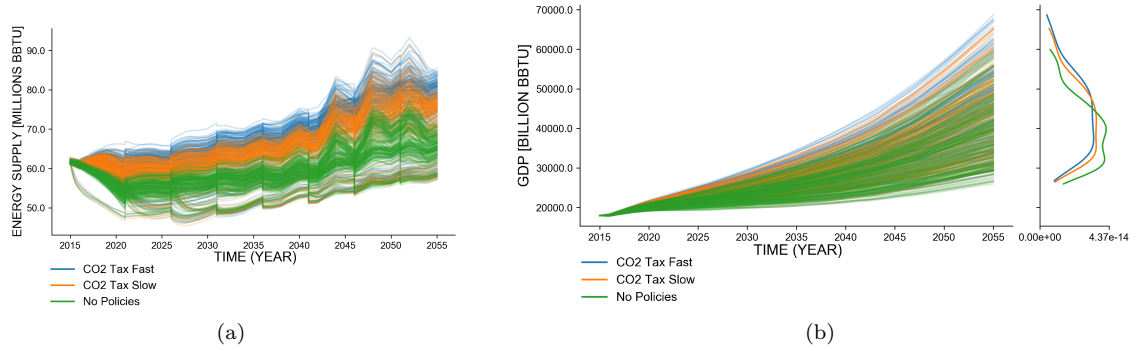 ENERGY SUPPLY [MILLIONS BBTU]
90.0
80.0
70.0
60.0
50.0
2015 2020 2025 2030 2035 2040 2045 2050 2055
TIME (YEAR)
CO2 Tax Fast
CO2 Tax Slow
No Policies
(a)
GDP [BILLION BBTU]
70000.0
60000.0
50000.0
40000.0
30000.0
20000.0
2015 2020 2025 2030 2035 2040 2045 2050 2055
0.00e+00 4.37e-14
TIME (YEAR)
CO2 Tax Fast
CO2 Tax Slow
No Policies
(b)